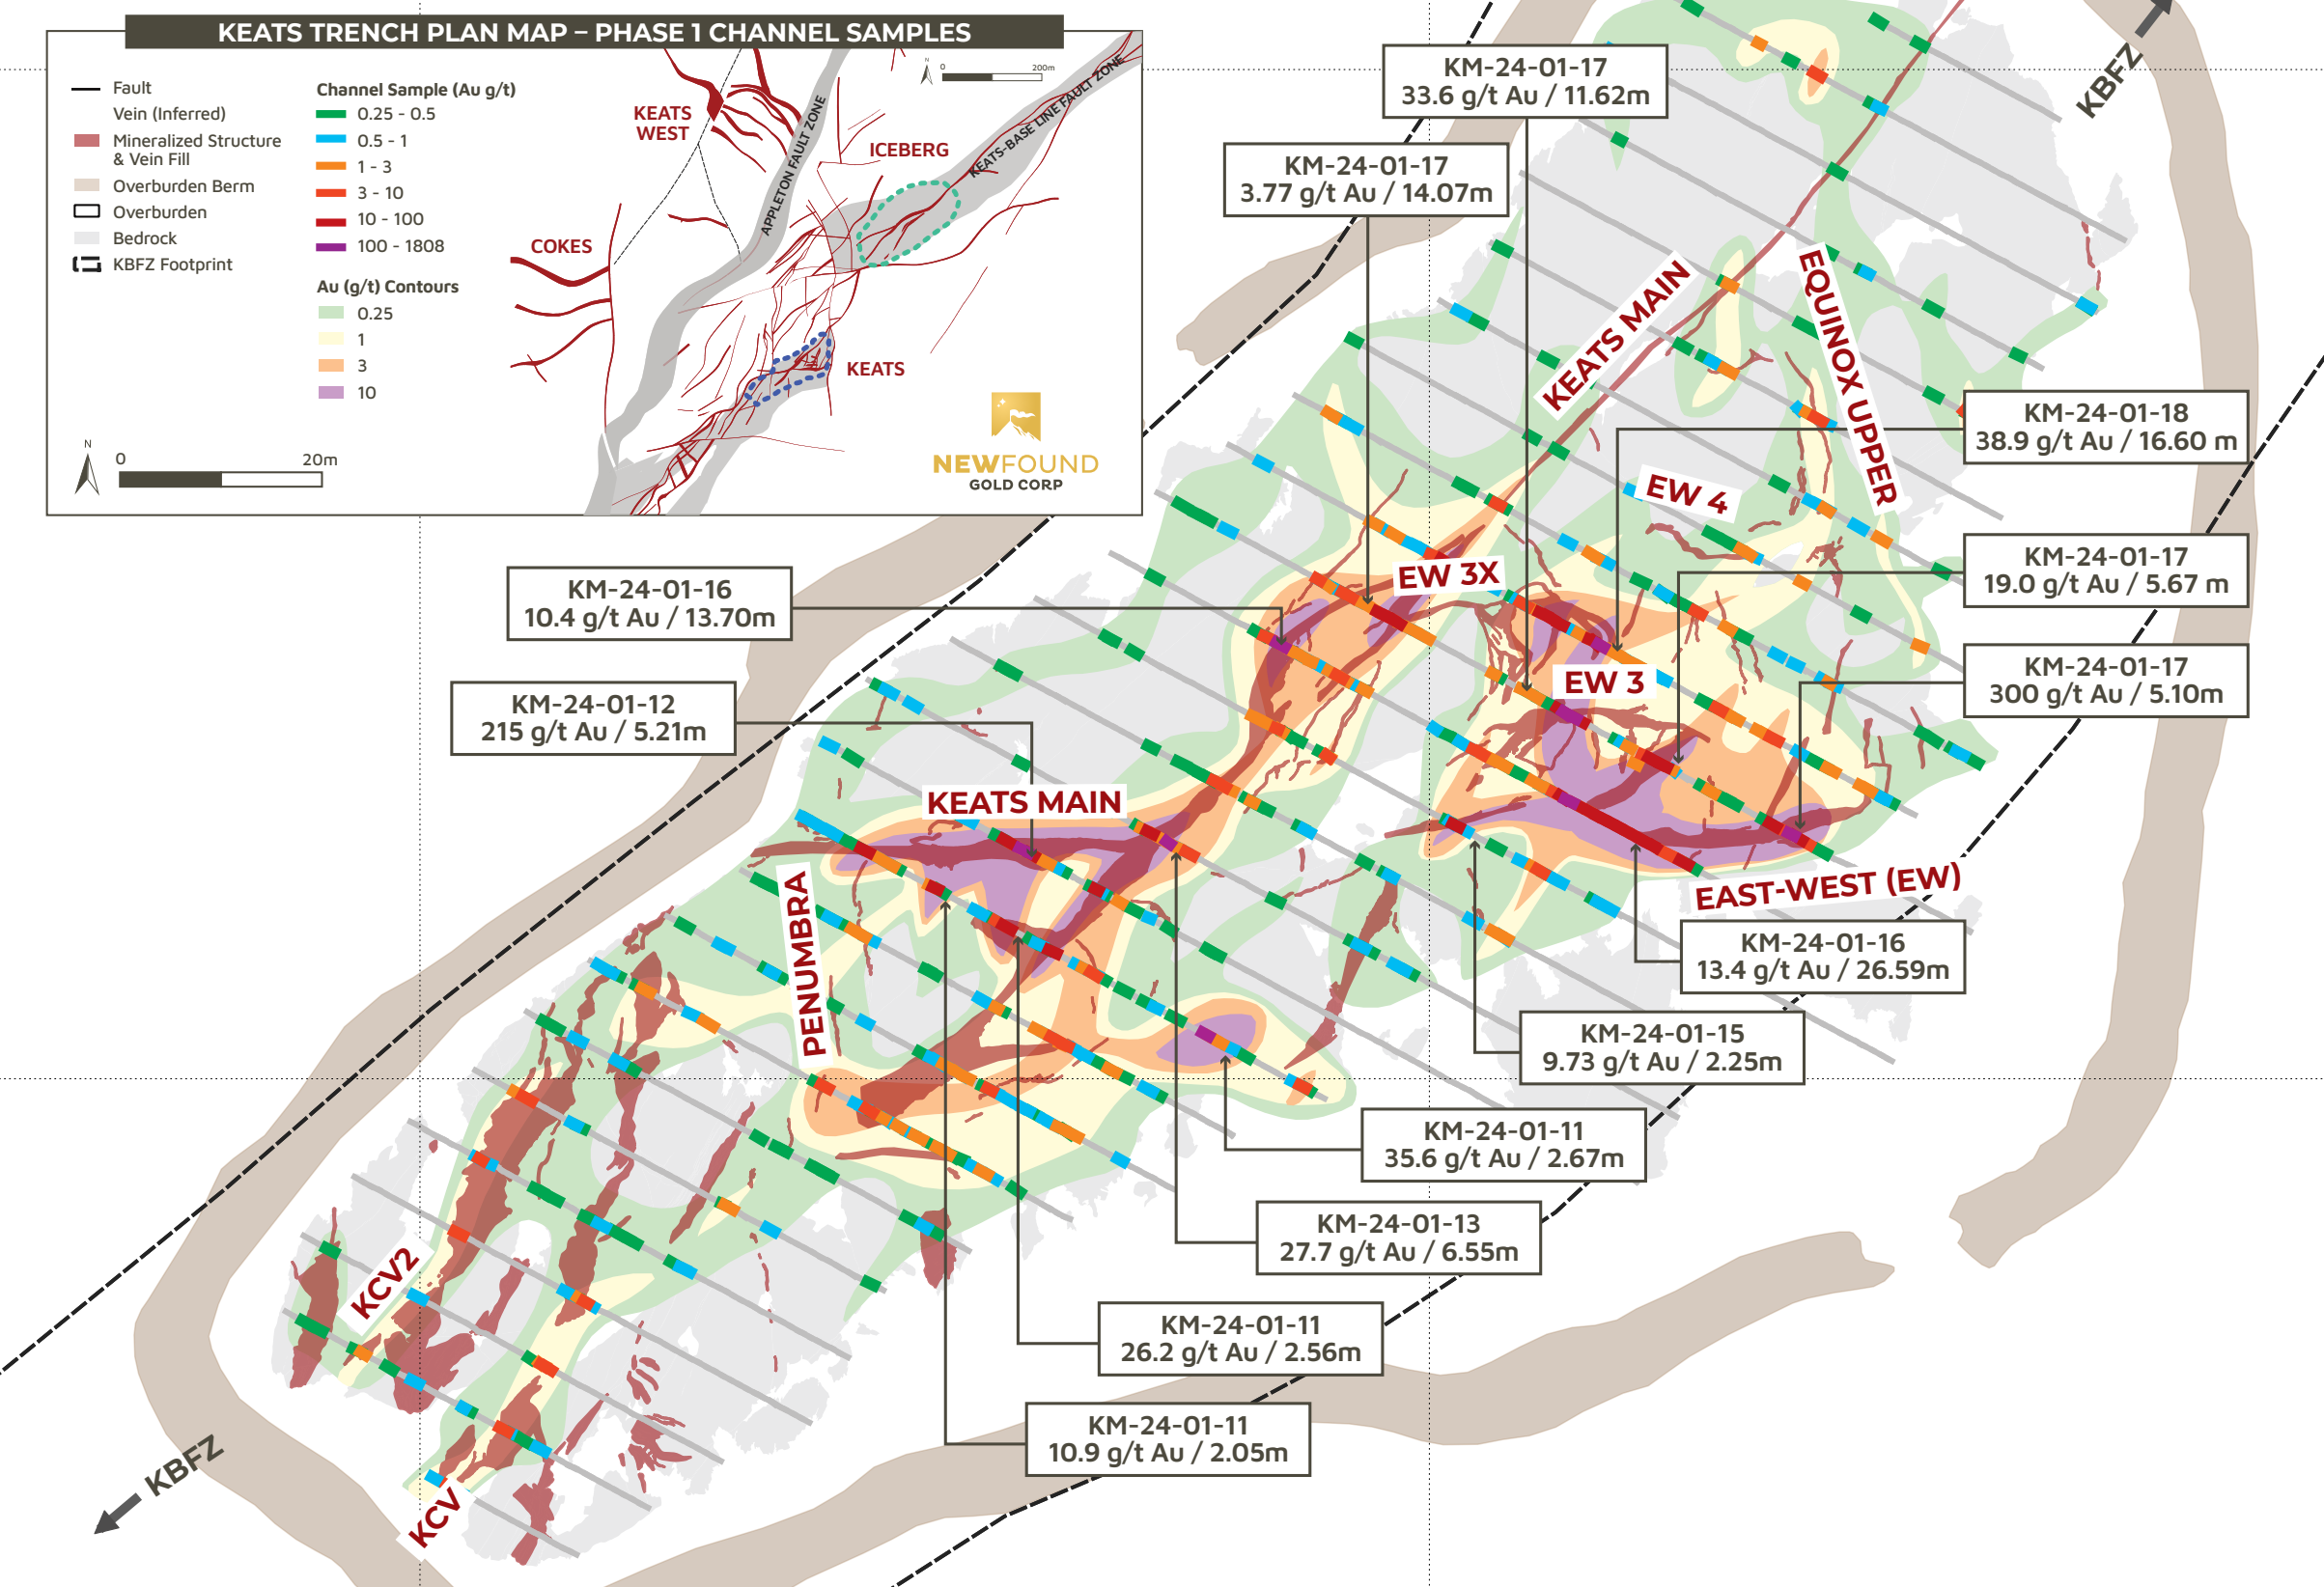 KEATS TRENCH PLAN MAP – PHASE 1 CHANNEL SAMPLES
Fault
Vein (Inferred)
Mineralized Structure
& Vein Fill
Overburden Berm
Overburden
Bedrock
KBFZ Footprint
Channel Sample (Au g/t)
0.25 - 0.5
0.5 - 1
1 - 3
3 - 10
10 - 100
100 - 1808
Au (g/t) Contours
0.25
1
3
10
N
0 20m
N
0 200m
KEATS
WEST
COKES
ICEBERG
KEATS
APPLETON FAULT ZONE
KEATS-BASE LINE FAULT ZONE
NEWFOUND
GOLD CORP
KBFZ
KM-24-01-17
33.6 g/t Au / 11.62m
KM-24-01-17
3.77 g/t Au / 14.07m
KEATS MAIN
EQUINOX UPPER
KM-24-01-18
38.9 g/t Au / 16.60 m
EW 4
KM-24-01-17
19.0 g/t Au / 5.67 m
EW 3X
KM-24-01-16
10.4 g/t Au / 13.70m
EW 3
KM-24-01-17
300 g/t Au / 5.10m
KM-24-01-12
215 g/t Au / 5.21m
KEATS MAIN
EAST-WEST (EW)
PENUMBRA
KM-24-01-16
13.4 g/t Au / 26.59m
KM-24-01-15
9.73 g/t Au / 2.25m
KM-24-01-11
35.6 g/t Au / 2.67m
KM-24-01-13
27.7 g/t Au / 6.55m
KCV2
KM-24-01-11
26.2 g/t Au / 2.56m
KM-24-01-11
10.9 g/t Au / 2.05m
KBFZ
KCV